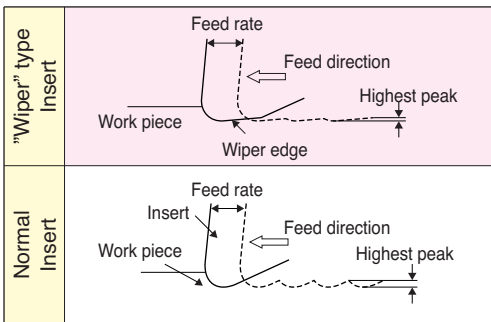 "Wiper" type
Insert
Feed rate
Feed direction
Highest peak
Work piece
Wiper edge
Normal
Insert
Feed rate
Insert
Feed direction
Work piece
Highest peak